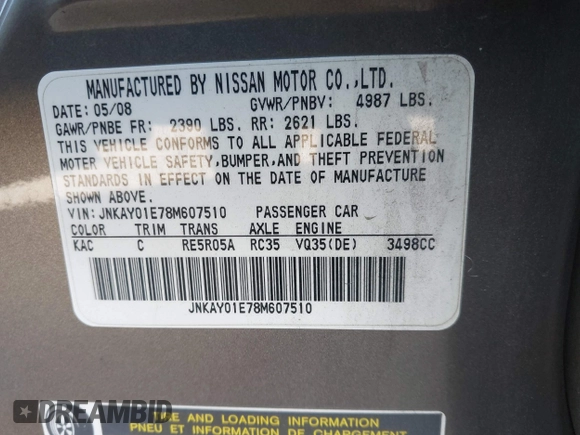 MANUFACTURED BY NISSAN MOTOR CO.,LTD.
DATE: 05/08 GVWR/PNBV: 4987 LBS.
GAWR/PNBE FR: 2390 LBS. RR: 2621 LBS.
THIS VEHICLE CONFORMS TO ALL APPLICABLE FEDERAL
MOTOR VEHICLE SAFETY,BUMPER,AND THEFT PREVENTION
STANDARDS IN EFFECT ON THE DATE OF MANUFACTURE
SHOWN ABOVE.
VIN: JNKAY01E78M607510 PASSENGER CAR
COLOR TRIM TRANS AXLE ENGINE
KAC C RE5R05A RC35 VQ35(DE) 3498CC
JNKAY01E78M607510
TIRE AND LOADING INFORMATION
PNEU ET INFORMATION DE CHARGEMENT
DREAMBID.COM